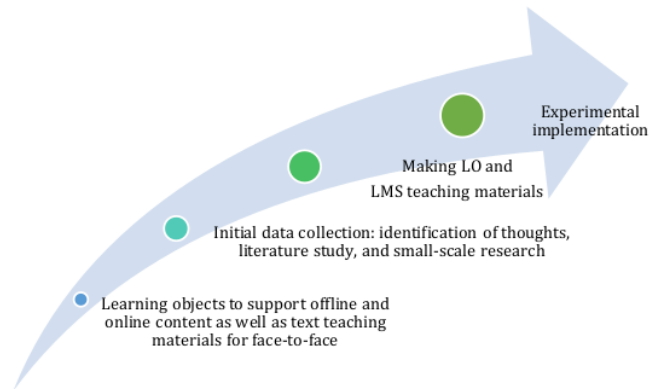 Experimental
implementation
Making LO and
LMS teaching materials
Initial data collection: identification of thoughts,
literature study, and small-scale research
Learning objects to support offline and
online content as well as text teaching
materials for face-to-face